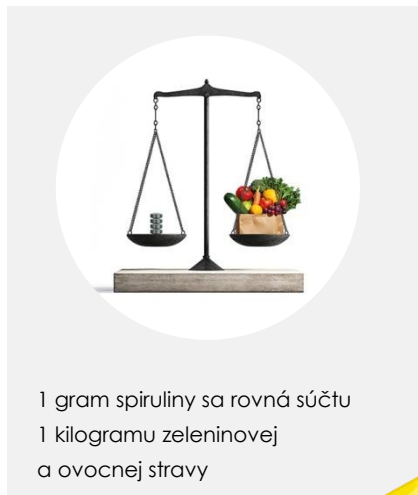 1 gram spiruliny sa rovná súčtu
1 kilogramu zeleninovej
a ovocnej stravy